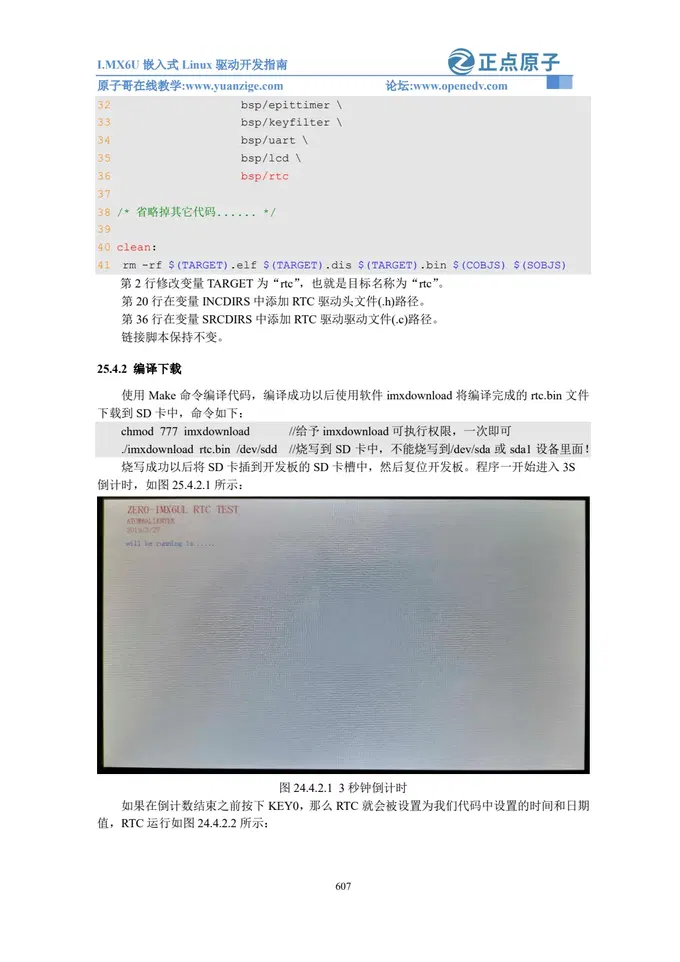 I.MX6U 嵌入式 Linux 驱动开发指南
正点原子
原子哥在线教学:www.yuanzige.com 论坛:www.openedv.com
32 bsp/epittimer \
33 bsp/keyfilter \
34 bsp/uart \
35 bsp/lcd \
36 bsp/rtc
37
38 /* 省略掉其它代码...... */
39
40 clean:
41 rm -rf $(TARGET).elf $(TARGET).dis $(TARGET).bin $(COBJS) $(SOBJS)
第 2 行修改变量 TARGET 为“rtc”，也就是目标名称为“rtc”。
第 20 行在变量 INCDIRS 中添加 RTC 驱动头文件(.h)路径。
第 36 行在变量 SRCDIRS 中添加 RTC 驱动驱动文件(.c)路径。
链接脚本保持不变。
25.4.2 编译下载
使用 Make 命令编译代码，编译成功以后使用软件 imxdownload 将编译完成的 rtc.bin 文件
下载到 SD 卡中，命令如下：
chmod 777 imxdownload //给予 imxdownload 可执行权限，一次即可
./imxdownload rtc.bin /dev/sdd //烧写到 SD 卡中，不能烧写到/dev/sda 或 sda1 设备里面！
烧写成功以后将 SD 卡插到开发板的 SD 卡槽中，然后复位开发板。程序一开始进入 3S
倒计时，如图 25.4.2.1 所示：
ZERO-IMX6UL RTC TEST
ATOM@ALIENTEK
2019/3/27
will be running in......
图 24.4.2.1 3 秒钟倒计时
如果在倒计数结束之前按下 KEY0，那么 RTC 就会被设置为我们代码中设置的时间和日期
值，RTC 运行如图 24.4.2.2 所示：
607